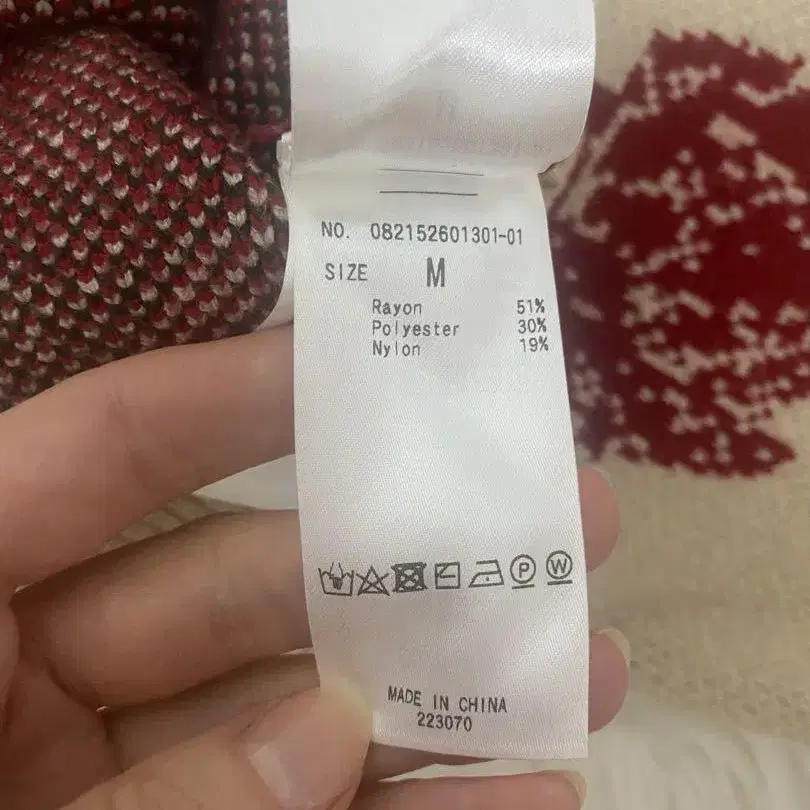 NO. 082152601301-01
SIZE M
Rayon 51%
Polyester 30%
Nylon 19%
P W
MADE IN CHINA
223070